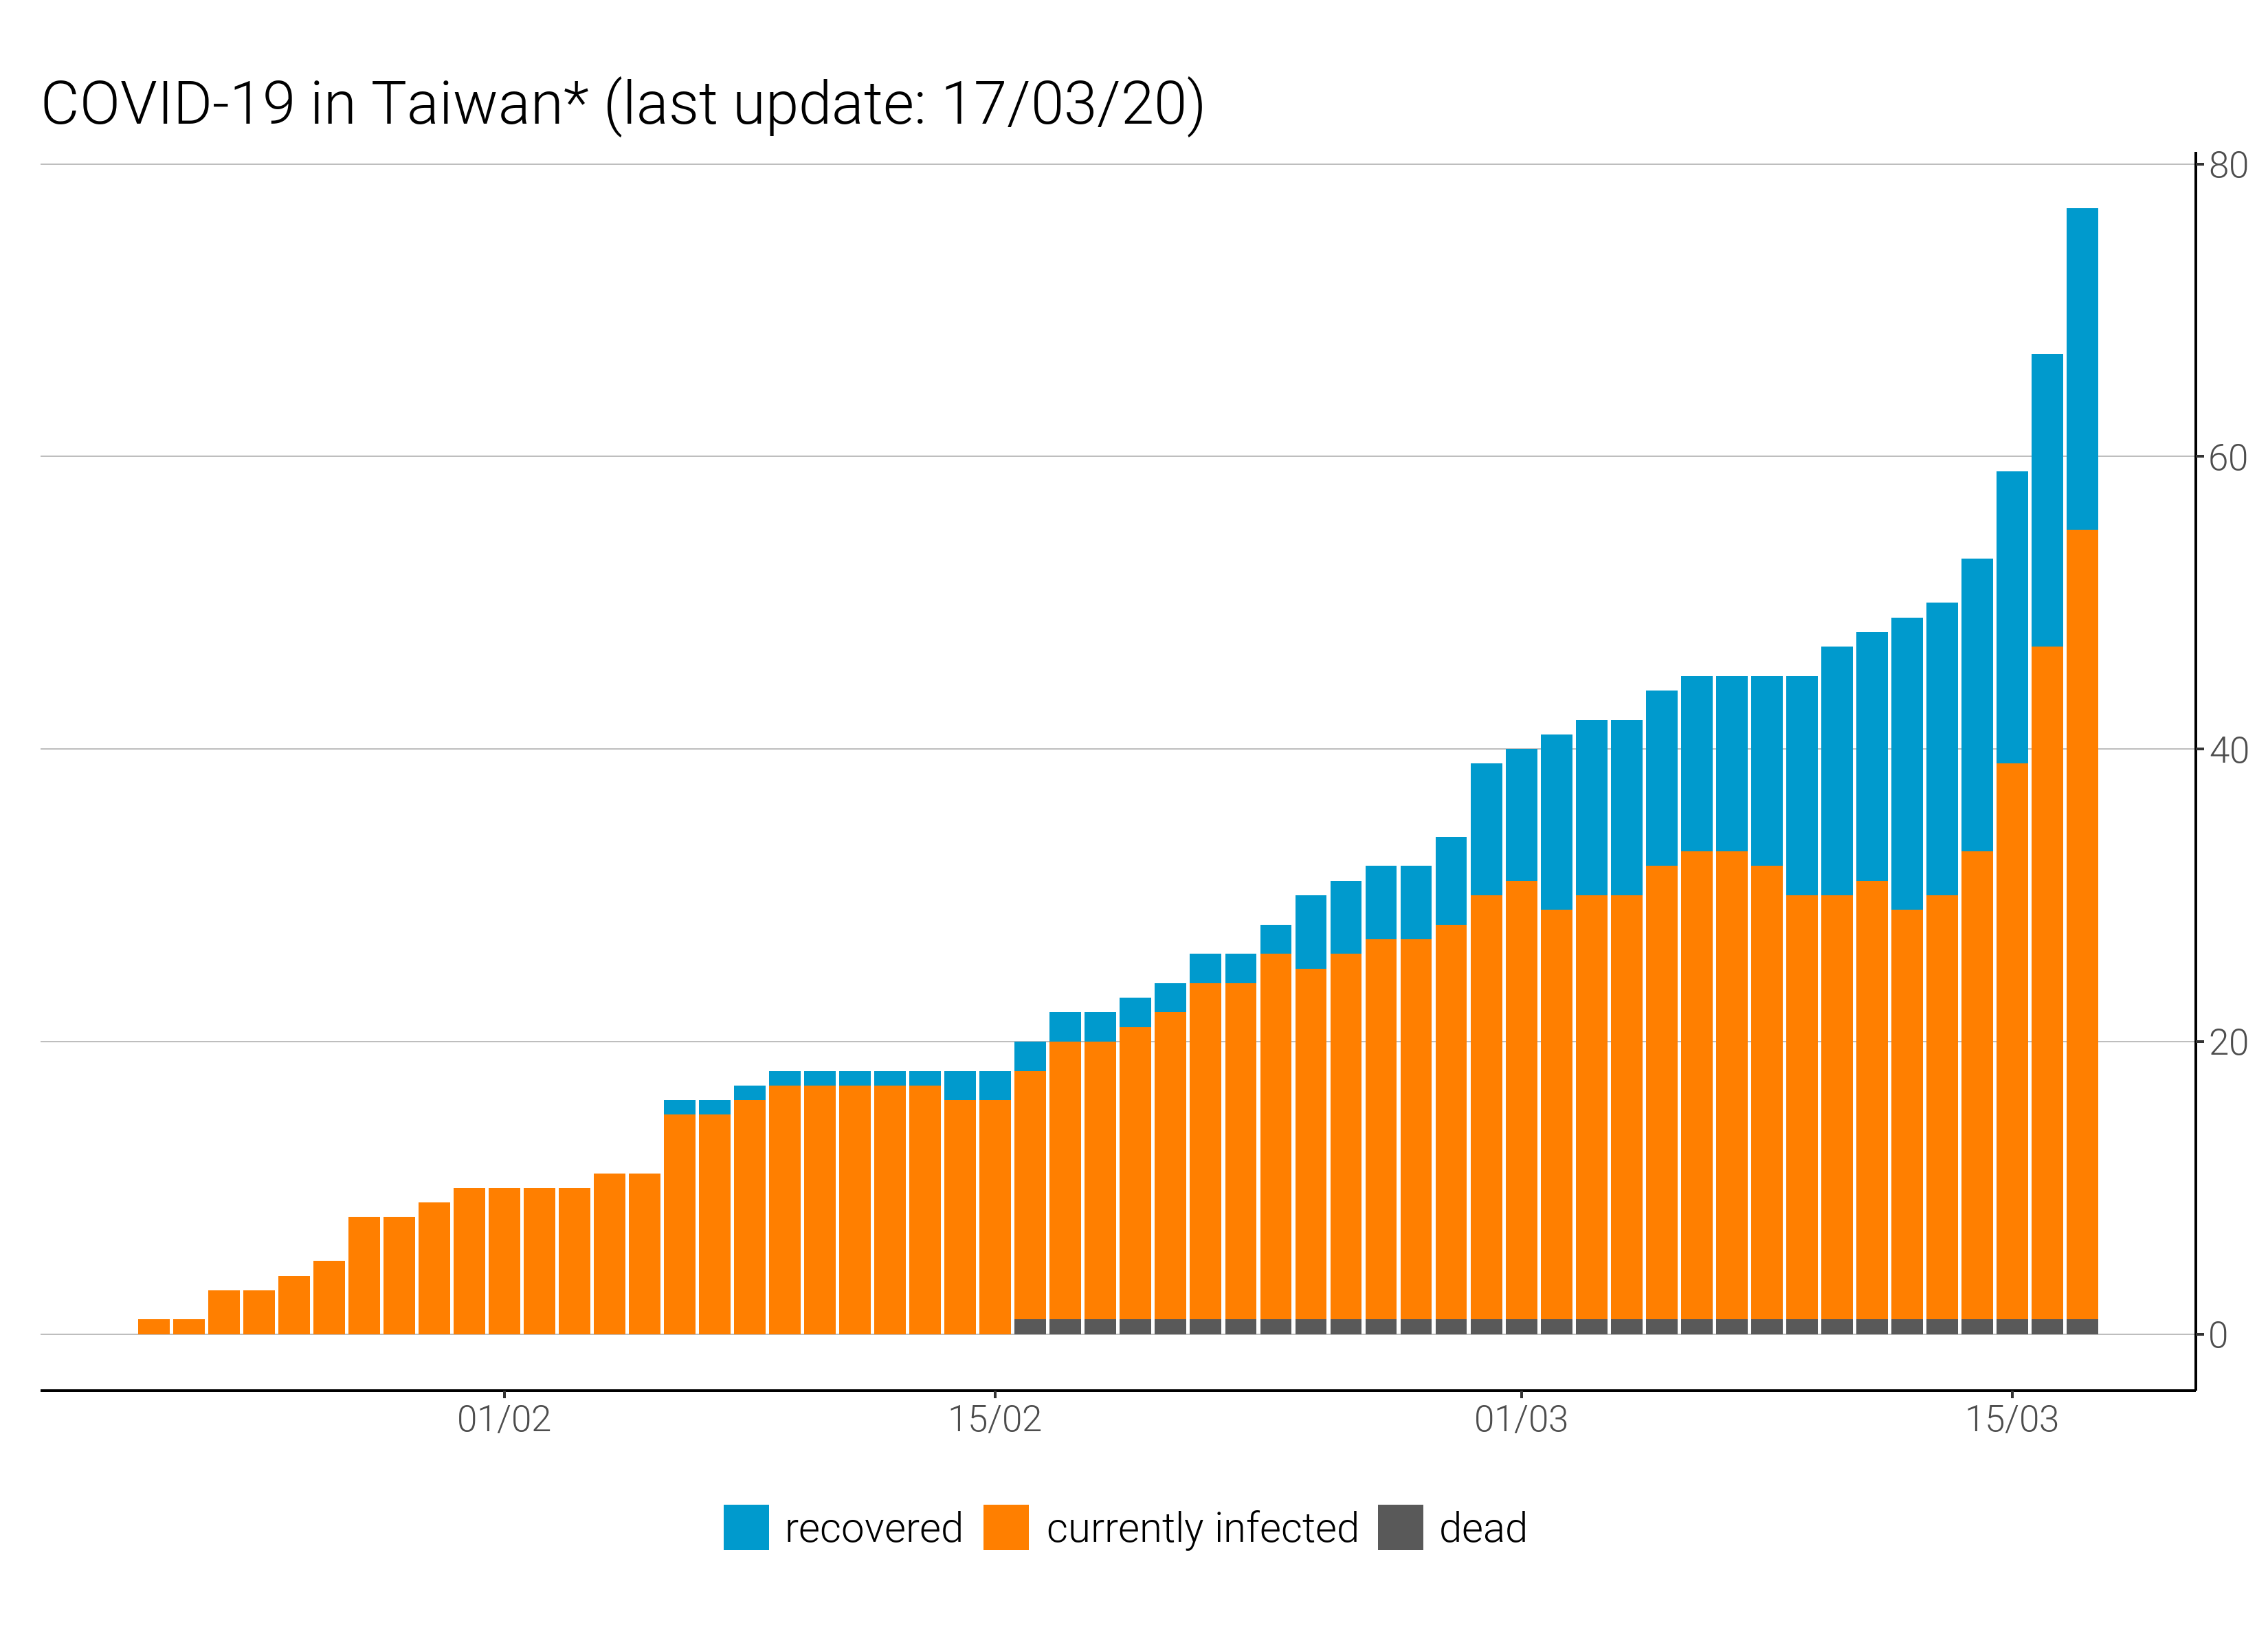 COVID-19 in Taiwan* (last update: 17/03/20)
80
60
40
20
0
01/02 15/02 01/03 15/03
recovered currently infected dead